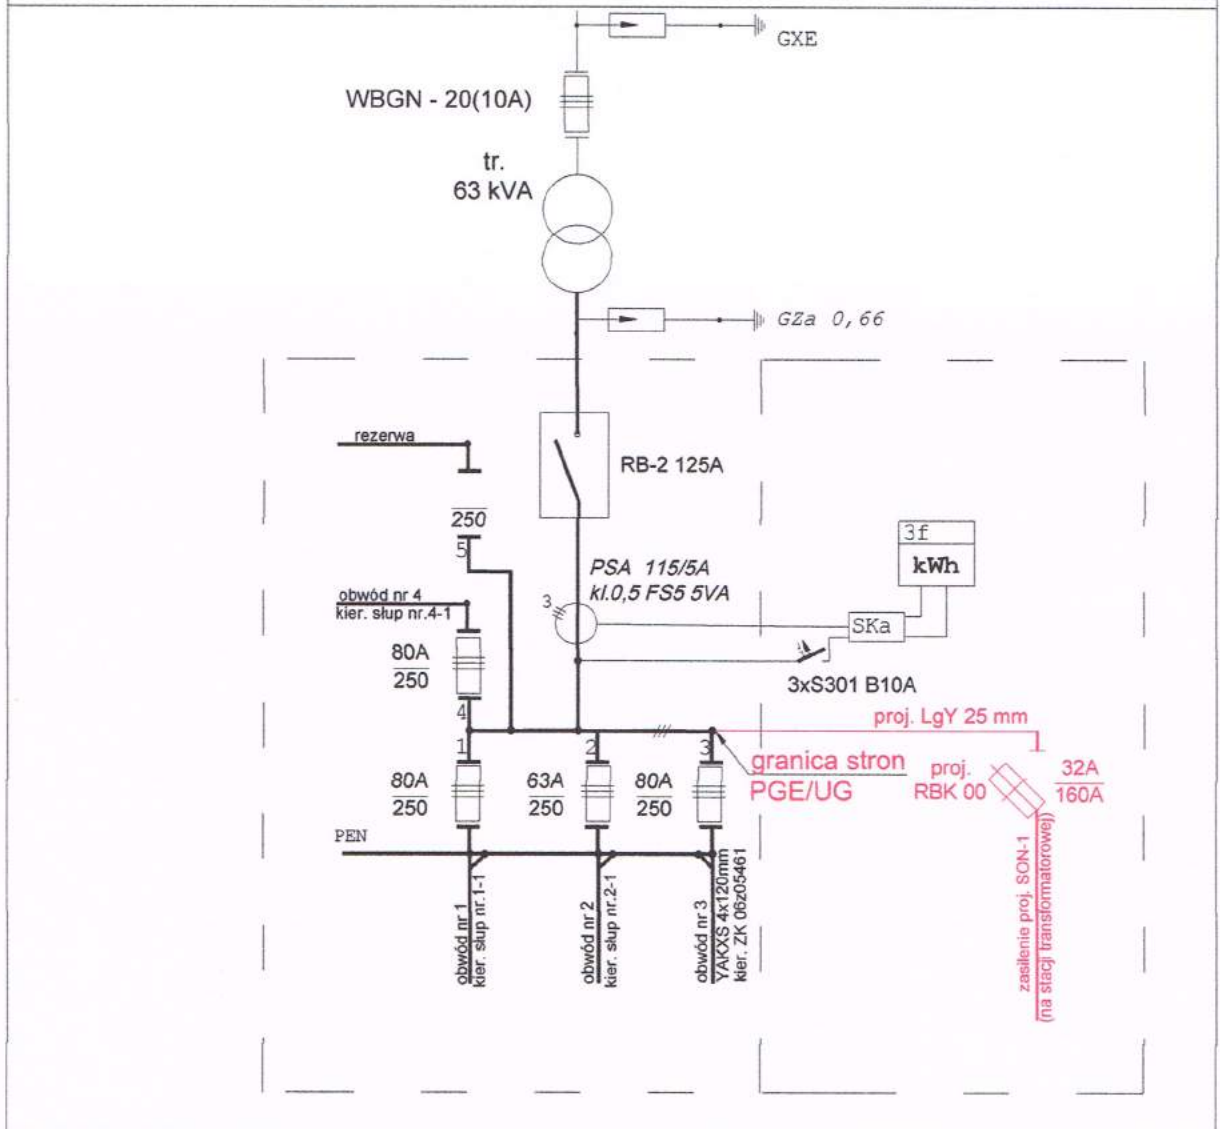 GXE
WBGN - 20(10A)
tr.
63 kVA
GZa 0,66
rezerwa
RB-2 125A
250
5
3f
kWh
PSA 115/5A
kl.0,5 FS5 5VA
3
obwód nr 4
kier. słup nr.4-1
SKa
80A
250
3xS301 B10A
4
proj. LgY 25 mm
1
2
3
granica stron
PGE/UG
proj.
RBK 00
32A
160A
80A
250
63A
250
80A
250
PEN
obwód nr 1
kier. słup nr.1-1
obwód nr 2
kier. słup nr.2-1
obwód nr 3
YAKXS 4x120mm
kier. ZK 06z05461
zasilenie proj. SON-1
(na stacji transformatorowej)